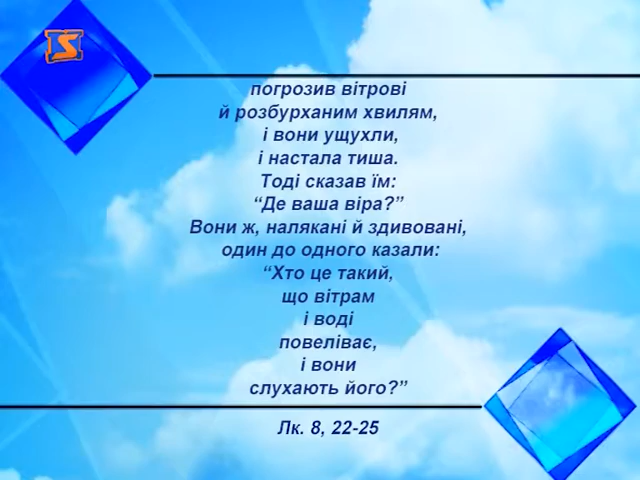 погрозив вітрові
й розбурханим хвилям,
і вони ущухли,
і настала тиша.
Тоді сказав їм:
“Де ваша віра?”
Вони ж, налякані й здивовані,
один до одного казали:
“Хто це такий,
що вітрам
і воді
повеліває,
і вони
слухають його?”
Лк. 8, 22-25